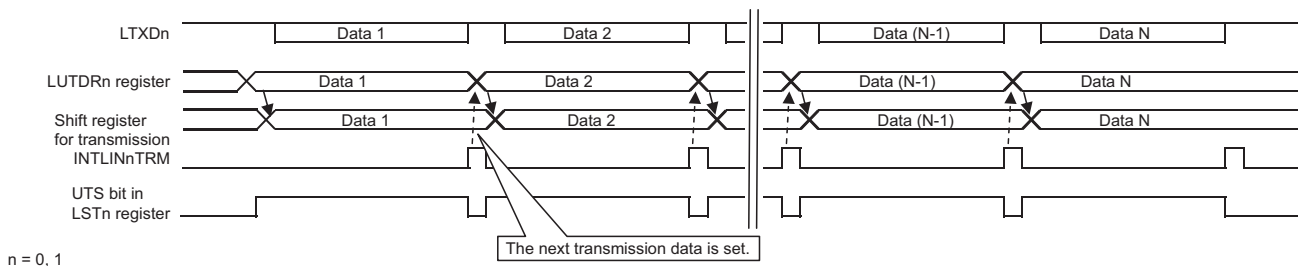 LTXDn
Data 1
Data 2
Data (N-1)
Data N
LUTDRn register
Data 1
Data 2
Data (N-1)
Data N
Shift register
for transmission
Data 1
Data 2
Data (N-1)
Data N
INTLINnTRM
UTS bit in
LSTn register
The next transmission data is set.
n = 0, 1